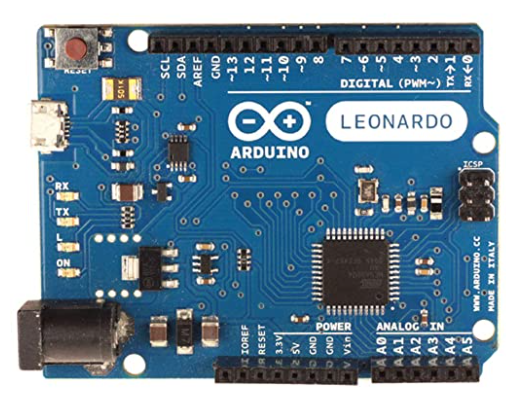 RESET
501K
SCL
SDA
AREF
GND
~13
12
~11
~10
~9
8
7
~6
~5
4
~3
2
TX→1
RX←0
DIGITAL (PWM~)
LEONARDO
ARDUINO
ICSP
RX
TX
L
ON
WWW.ARDUINO.CC
MADE IN ITALY
POWER
ANALOG IN
IOREF
RESET
3.3V
5V
GND
GND
Vin
A0
A1
A2
A3
A4
A5